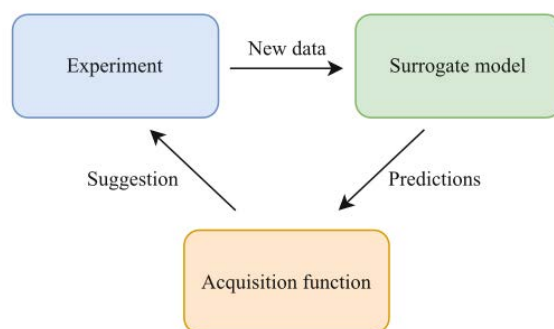 Experiment
New data
Surrogate model
Suggestion
Predictions
Acquisition function